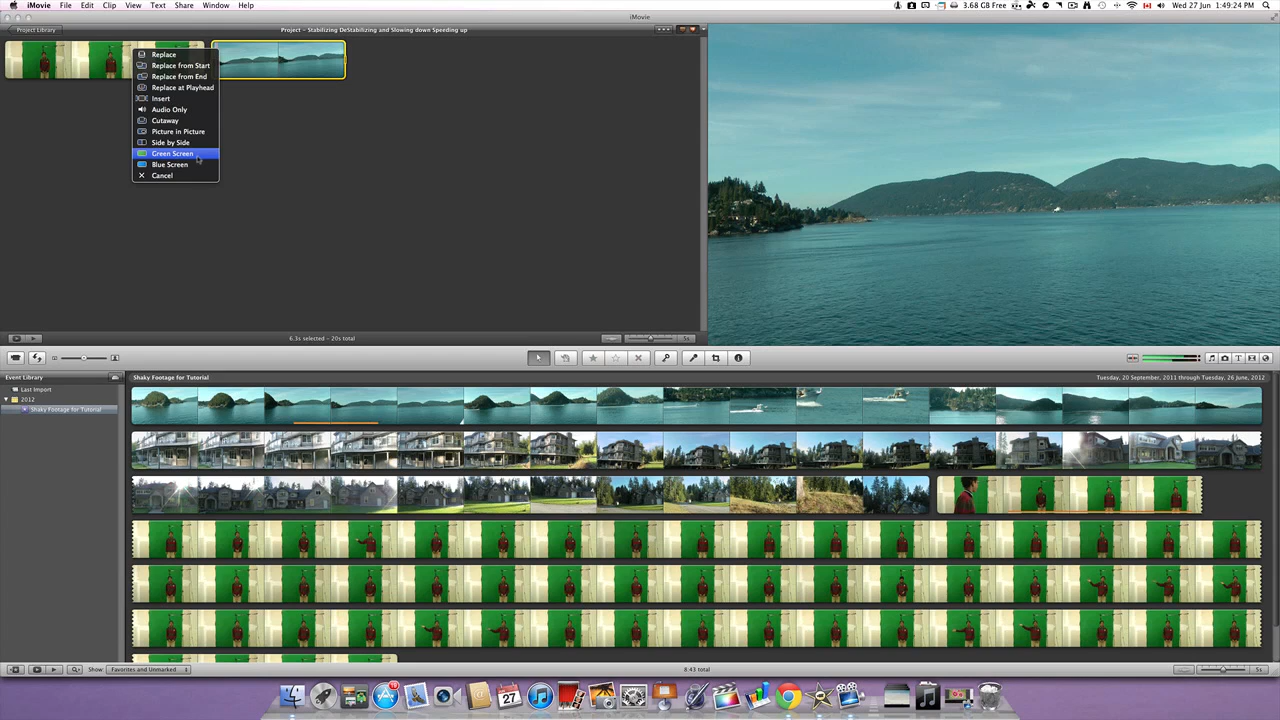 iMovie File Edit Clip View Text Share Window Help 3.68 GB Free Wed 27 Jun 1:49:24 PM
iMovie
Project Library
Project – Stabilizing DeStabilizing and Slowing down Speeding up
Replace
Replace from Start
Replace from End
Replace at Playhead
Insert
Audio Only
Cutaway
Picture in Picture
Side by Side
Green Screen
Blue Screen
Cancel
6.3s selected – 20s total
5s
Event Library
Shaky Footage for Tutorial
Tuesday, 20 September, 2011 through Tuesday, 26 June, 2012
Last Import
2012
Shaky Footage for Tutorial
Show: Favorites and Unmarked
8:43 total
5s
27